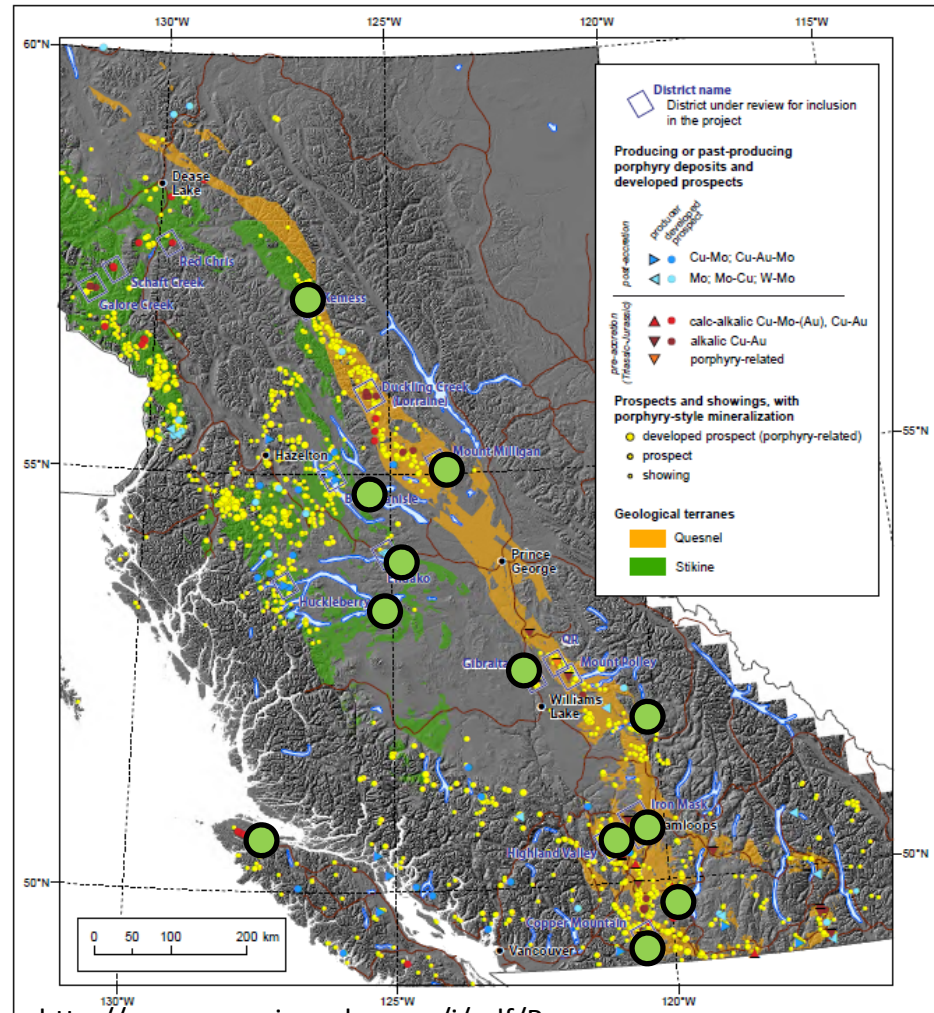 130°W
125°W
120°W
115°W
60°N
District name
District under review for inclusion
in the project
Producing or past-producing
porphyry deposits and
developed prospects
producer
developed
prospect
post-accretion
Cu-Mo; Cu-Au-Mo
Mo; Mo-Cu; W-Mo
pre-accretion
(Triassic-Jurassic)
calc-alkalic Cu-Mo-(Au), Cu-Au
alkalic Cu-Au
porphyry-related
Prospects and showings, with
porphyry-style mineralization
developed prospect (porphyry-related)
prospect
showing
Geological terranes
Quesnel
Stikine
Dease
Lake
Red Chris
Schaft Creek
Galore Creek
Duckling Creek
(Lorraine)
55°N
Mount Milligan
Hazelton
55°N
Prince
George
Huckleberry
QR
Mount Polley
Williams
Lake
Iron Mask
Highland Valley
50°N
50°N
Copper Mountain
Vancouver
0 50 100 200 km
130°W
125°W
120°W